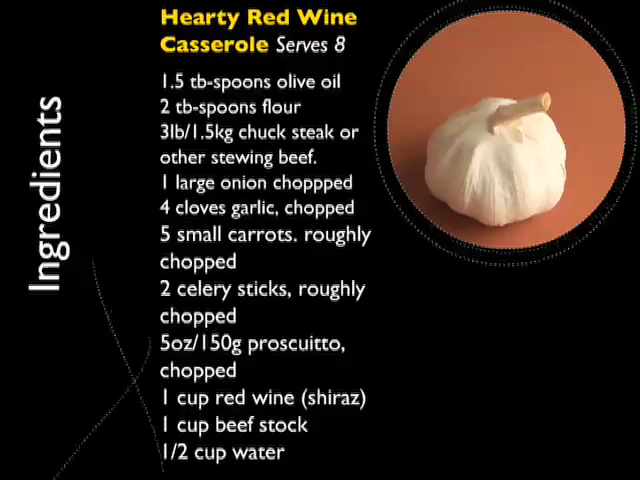 Ingredients
Hearty Red Wine
Casserole Serves 8
1.5 tb-spoons olive oil
2 tb-spoons flour
3lb/1.5kg chuck steak or
other stewing beef.
1 large onion choppped
4 cloves garlic, chopped
5 small carrots. roughly
chopped
2 celery sticks, roughly
chopped
5oz/150g proscuitto,
chopped
1 cup red wine (shiraz)
1 cup beef stock
1/2 cup water